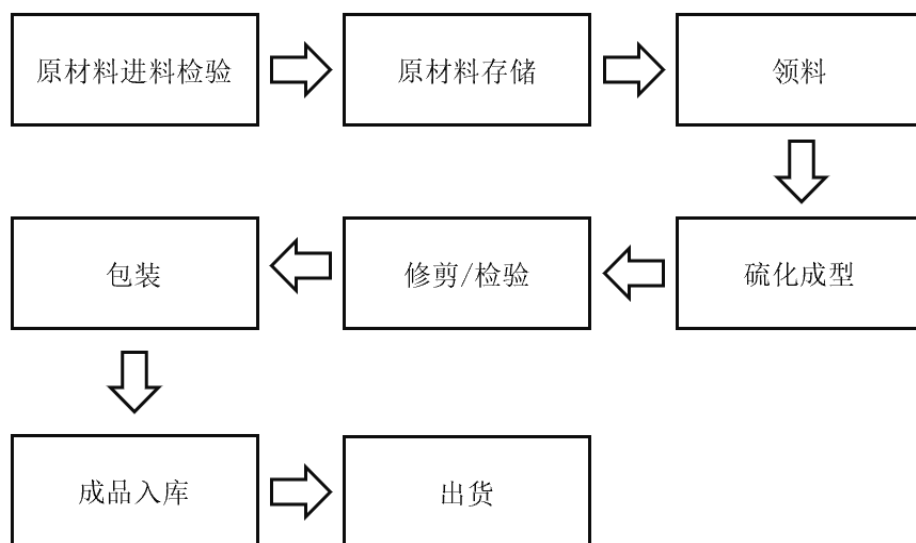 原材料进料检验
原材料存储
领料
硫化成型
修剪/检验
包装
成品入库
出货